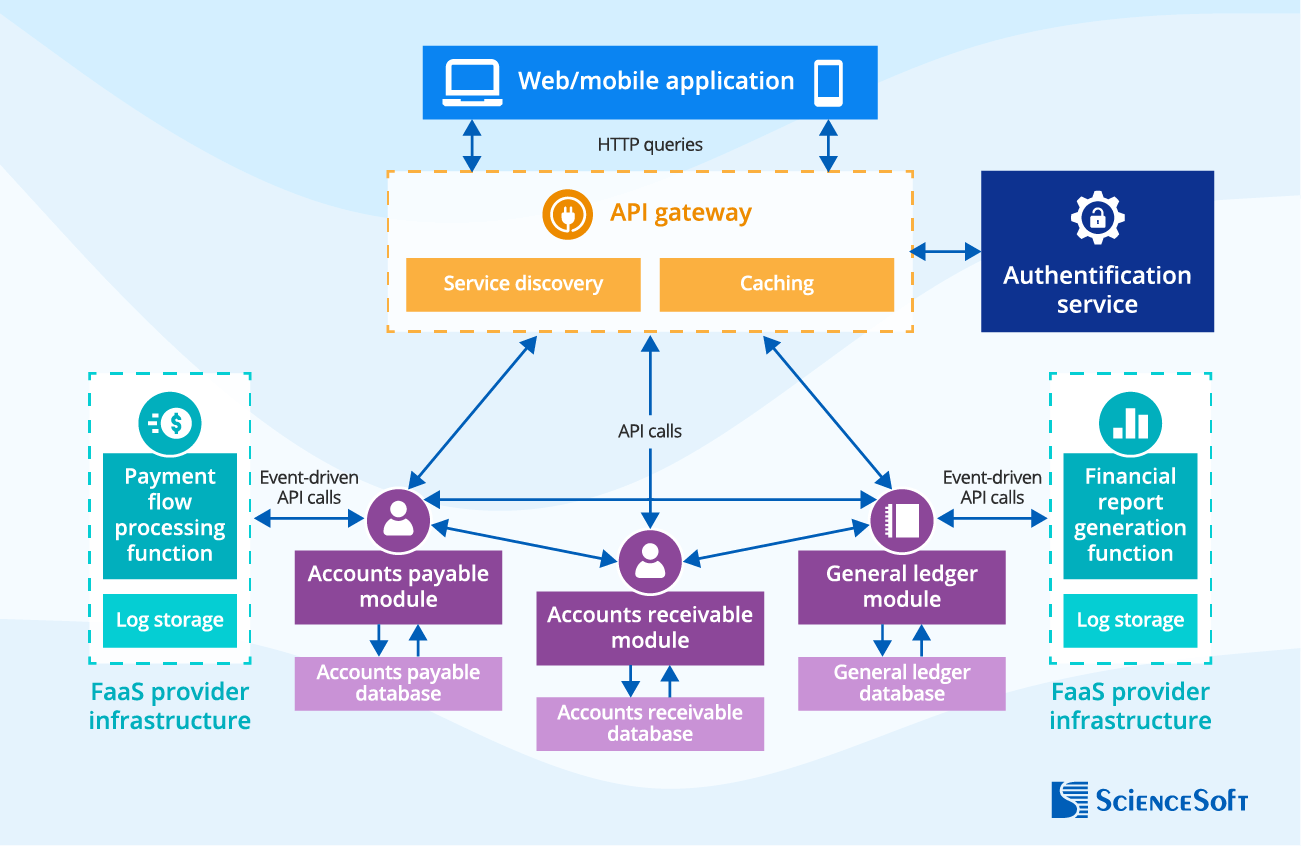 Web/mobile application
HTTP queries
API gateway
Service discovery
Caching
Authentification
service
API calls
Payment
flow
processing
function
Log storage
FaaS provider
infrastructure
Event-driven
API calls
Accounts payable
module
Accounts payable
database
Accounts receivable
module
Accounts receivable
database
General ledger
module
General ledger
database
Event-driven
API calls
Financial
report
generation
function
Log storage
FaaS provider
infrastructure
ScienceSoft